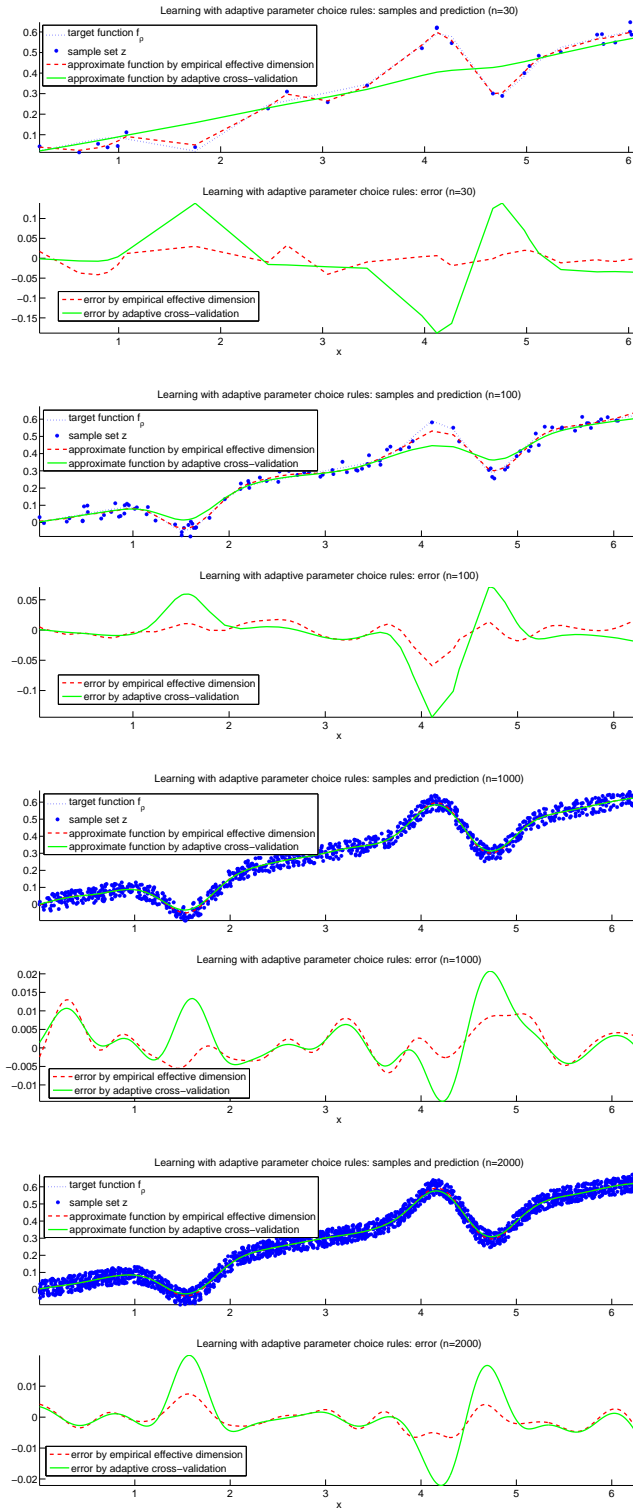 Learning with adaptive parameter choice rules: samples and prediction (n=30)
0.6
0.5
0.4
0.3
0.2
0.1
target function fρ
sample set z
approximate function by empirical effective dimension
approximate function by adaptive cross−validation
1 2 3 4 5 6
Learning with adaptive parameter choice rules: error (n=30)
0.1
0.05
0
−0.05
−0.1
−0.15
error by empirical effective dimension
error by adaptive cross−validation
1 2 3 4 5 6
x
Learning with adaptive parameter choice rules: samples and prediction (n=100)
0.6
0.5
0.4
0.3
0.2
0.1
0
target function fρ
sample set z
approximate function by empirical effective dimension
approximate function by adaptive cross−validation
1 2 3 4 5 6
Learning with adaptive parameter choice rules: error (n=100)
0.05
0
−0.05
−0.1
error by empirical effective dimension
error by adaptive cross−validation
1 2 3 4 5 6
x
Learning with adaptive parameter choice rules: samples and prediction (n=1000)
0.6
0.5
0.4
0.3
0.2
0.1
0
target function fρ
sample set z
approximate function by empirical effective dimension
approximate function by adaptive cross−validation
1 2 3 4 5 6
Learning with adaptive parameter choice rules: error (n=1000)
0.02
0.015
0.01
0.005
0
−0.005
−0.01
error by empirical effective dimension
error by adaptive cross−validation
1 2 3 4 5 6
x
Learning with adaptive parameter choice rules: samples and prediction (n=2000)
0.6
0.5
0.4
0.3
0.2
0.1
0
target function fρ
sample set z
approximate function by empirical effective dimension
approximate function by adaptive cross−validation
1 2 3 4 5 6
Learning with adaptive parameter choice rules: error (n=2000)
0.01
0
−0.01
−0.02
error by empirical effective dimension
error by adaptive cross−validation
1 2 3 4 5 6
x